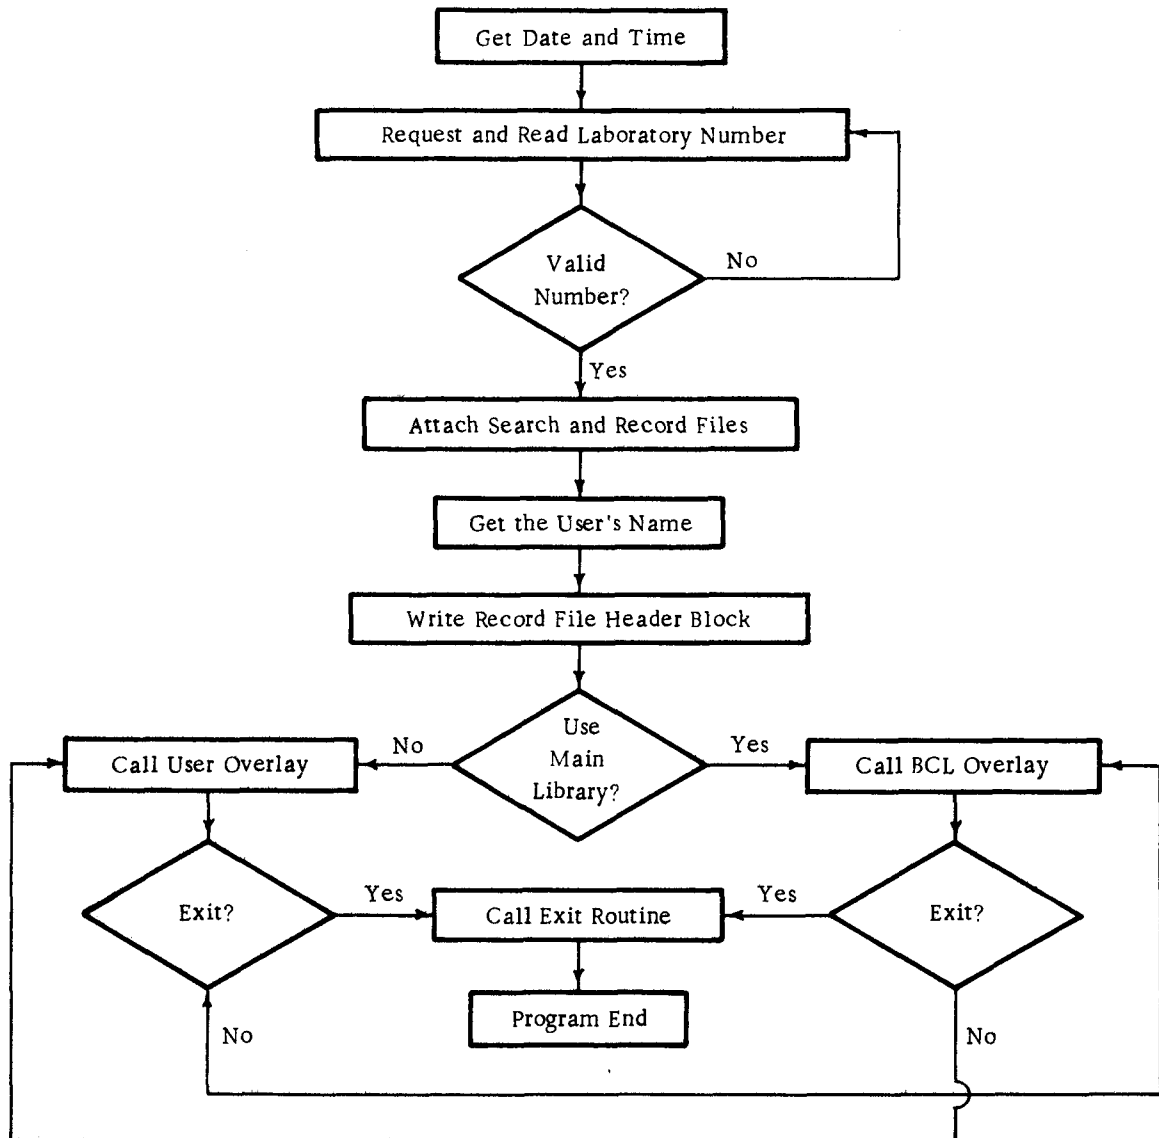 Get Date and Time
Request and Read Laboratory Number
Valid
Number?
No
Yes
Attach Search and Record Files
Get the User's Name
Write Record File Header Block
Use
Main
Library?
No
Yes
Call User Overlay
Call BCL Overlay
Exit?
Yes
Call Exit Routine
Yes
Exit?
Program End
No
No